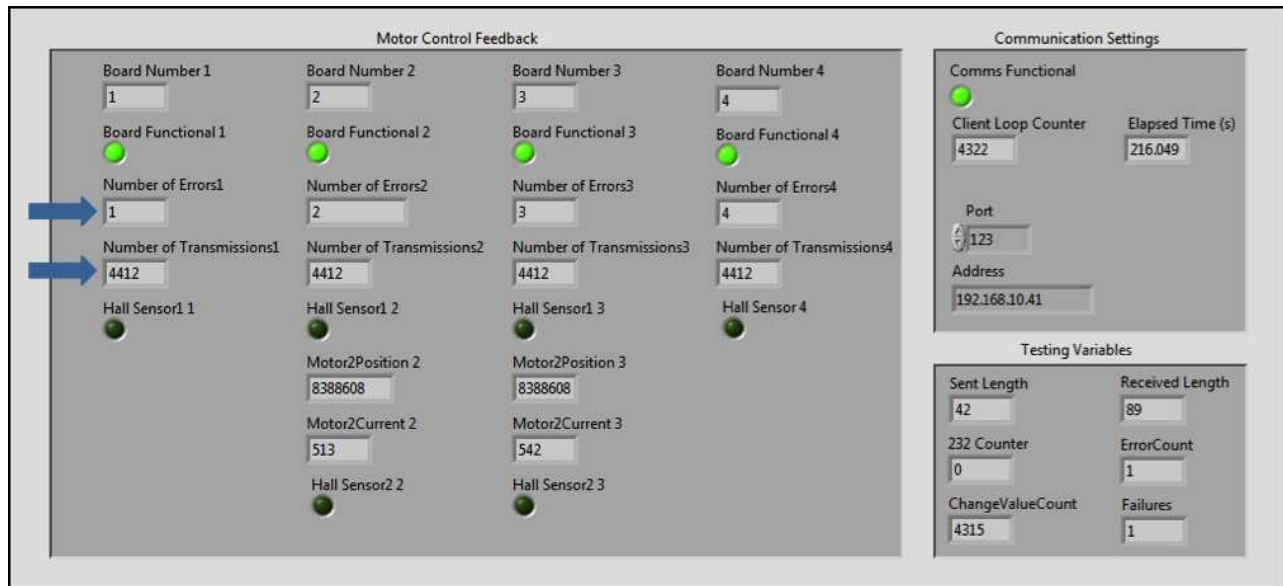 Motor Control Feedback
Board Number 1 Board Number 2 Board Number 3 Board Number 4
1 2 3 4
Board Functional 1 Board Functional 2 Board Functional 3 Board Functional 4
Number of Errors1 Number of Errors2 Number of Errors3 Number of Errors4
1 2 3 4
Number of Transmissions1 Number of Transmissions2 Number of Transmissions3 Number of Transmissions4
4412 4412 4412 4412
Hall Sensor1 1 Hall Sensor1 2 Hall Sensor1 3 Hall Sensor 4
Motor2Position 2 Motor2Position 3
8388608 8388608
Motor2Current 2 Motor2Current 3
513 542
Hall Sensor2 2 Hall Sensor2 3
Communication Settings
Comms Functional
Client Loop Counter Elapsed Time (s)
4322 216.049
Port
123
Address
192.168.10.41
Testing Variables
Sent Length Received Length
42 89
232 Counter ErrorCount
0 1
ChangeValueCount Failures
4315 1